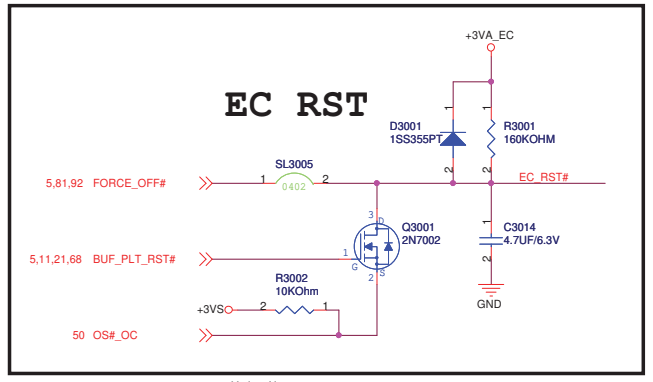 +3VA_EC
EC RST
1 1
D3001
1SS355PT
R3001
160KOHM
2 2
SL3005
5,81,92 FORCE_OFF# 1 0402 2 EC_RST#
3 D
Q3001
2N7002
1
C3014
4.7UF/6.3V
2
5,11,21,68 BUF_PLT_RST# 1
G
2 S
R3002
10KOhm
GND
+3VS 2 1
50 OS#_OC